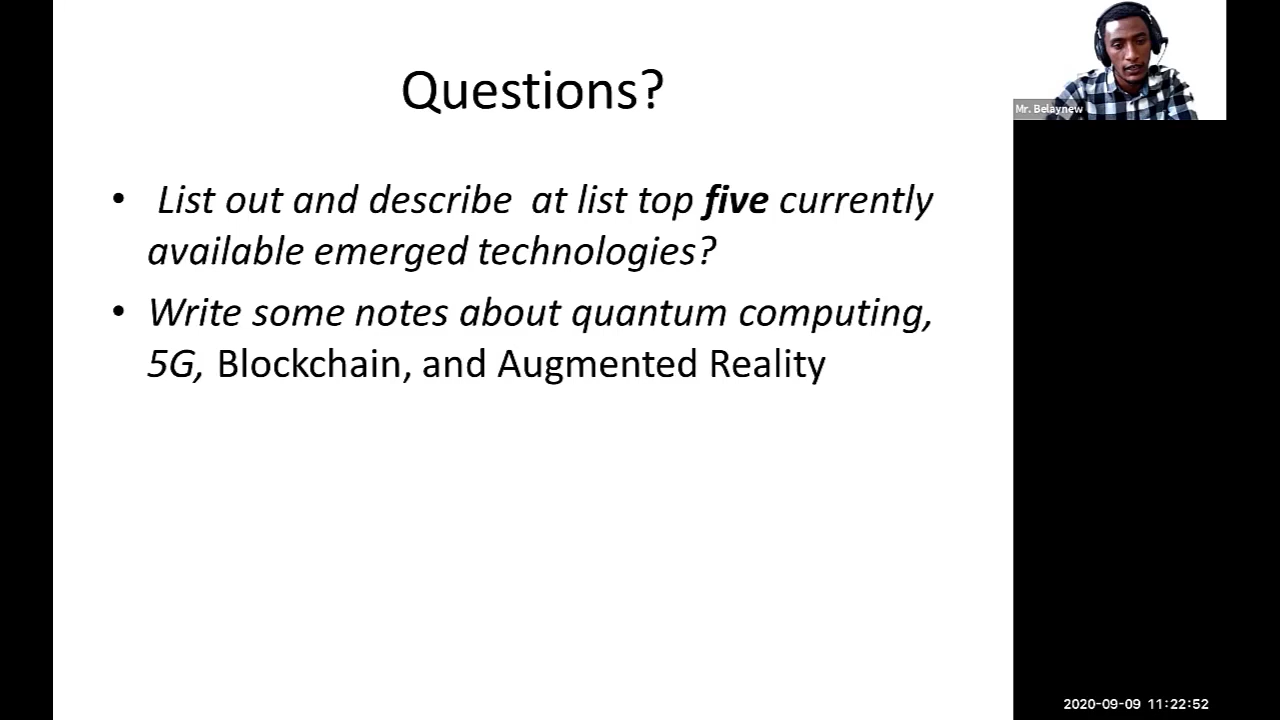 Questions?
Mr. Belaynew
• List out and describe at list top five currently
available emerged technologies?
• Write some notes about quantum computing,
5G, Blockchain, and Augmented Reality
2020-09-09 11:22:52